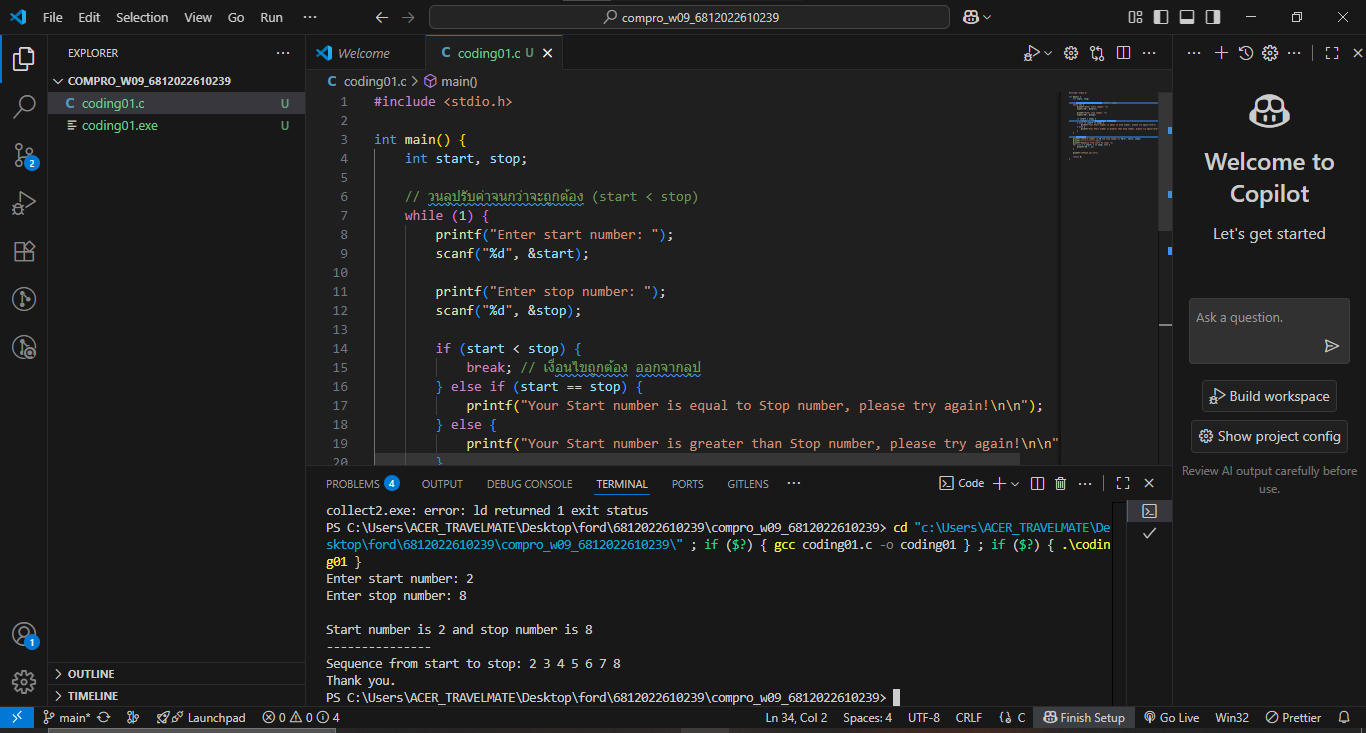 File Edit Selection View Go Run ···
compro_w09_6812022610239
EXPLORER ···
COMPRO_W09_6812022610239
C coding01.c U
coding01.exe U
OUTLINE
TIMELINE
2
1
Welcome
C coding01.c U
C coding01.c > main()
1 #include <stdio.h>
2
3 int main() {
4 int start, stop;
5
6 // วนลูปรับค่าจนกว่าจะถูกต้อง (start < stop)
7 while (1) {
8 printf("Enter start number: ");
9 scanf("%d", &start);
10
11 printf("Enter stop number: ");
12 scanf("%d", &stop);
13
14 if (start < stop) {
15 break; // เงื่อนไขถูกต้อง ออกจากลูป
16 } else if (start == stop) {
17 printf("Your Start number is equal to Stop number, please try again!\n\n");
18 } else {
19 printf("Your Start number is greater than Stop number, please try again!\n\n"
20 }
PROBLEMS 4 OUTPUT DEBUG CONSOLE TERMINAL PORTS GITLENS ···
Code
collect2.exe: error: ld returned 1 exit status
PS C:\Users\ACER_TRAVELMATE\Desktop\ford\6812022610239\compro_w09_6812022610239> cd "c:\Users\ACER_TRAVELMATE\De
sktop\ford\6812022610239\compro_w09_6812022610239\" ; if ($?) { gcc coding01.c -o coding01 } ; if ($?) { .\codin
g01 }
Enter start number: 2
Enter stop number: 8
Start number is 2 and stop number is 8
---------------
Sequence from start to stop: 2 3 4 5 6 7 8
Thank you.
PS C:\Users\ACER_TRAVELMATE\Desktop\ford\6812022610239\compro_w09_6812022610239>
Welcome to
Copilot
Let's get started
Ask a question.
Build workspace
Show project config
Review AI output carefully before
use.
main* Launchpad 0 0 4
Ln 34, Col 2 Spaces: 4 UTF-8 CRLF {} C Finish Setup Go Live Win32 Prettier